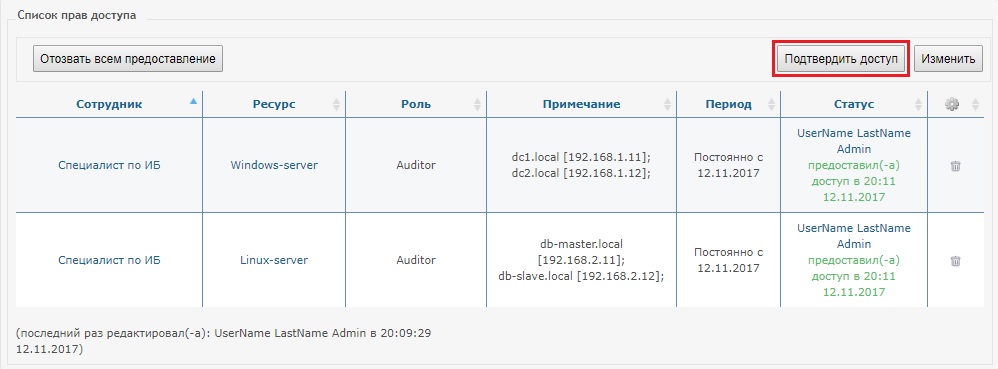 Список прав доступа
Отозвать всем предоставление
Подтвердить доступ
Изменить
Сотрудник
Ресурс
Роль
Примечание
Период
Статус
Специалист по ИБ
Windows-server
Auditor
dc1.local [192.168.1.11];
dc2.local [192.168.1.12];
Постоянно с
12.11.2017
UserName LastName
Admin
предоставил(-а)
доступ в 20:11
12.11.2017
Специалист по ИБ
Linux-server
Auditor
db-master.local
[192.168.2.11];
db-slave.local [192.168.2.12];
Постоянно с
12.11.2017
UserName LastName
Admin
предоставил(-а)
доступ в 20:11
12.11.2017
(последний раз редактировал(-а): UserName LastName Admin в 20:09:29
12.11.2017)